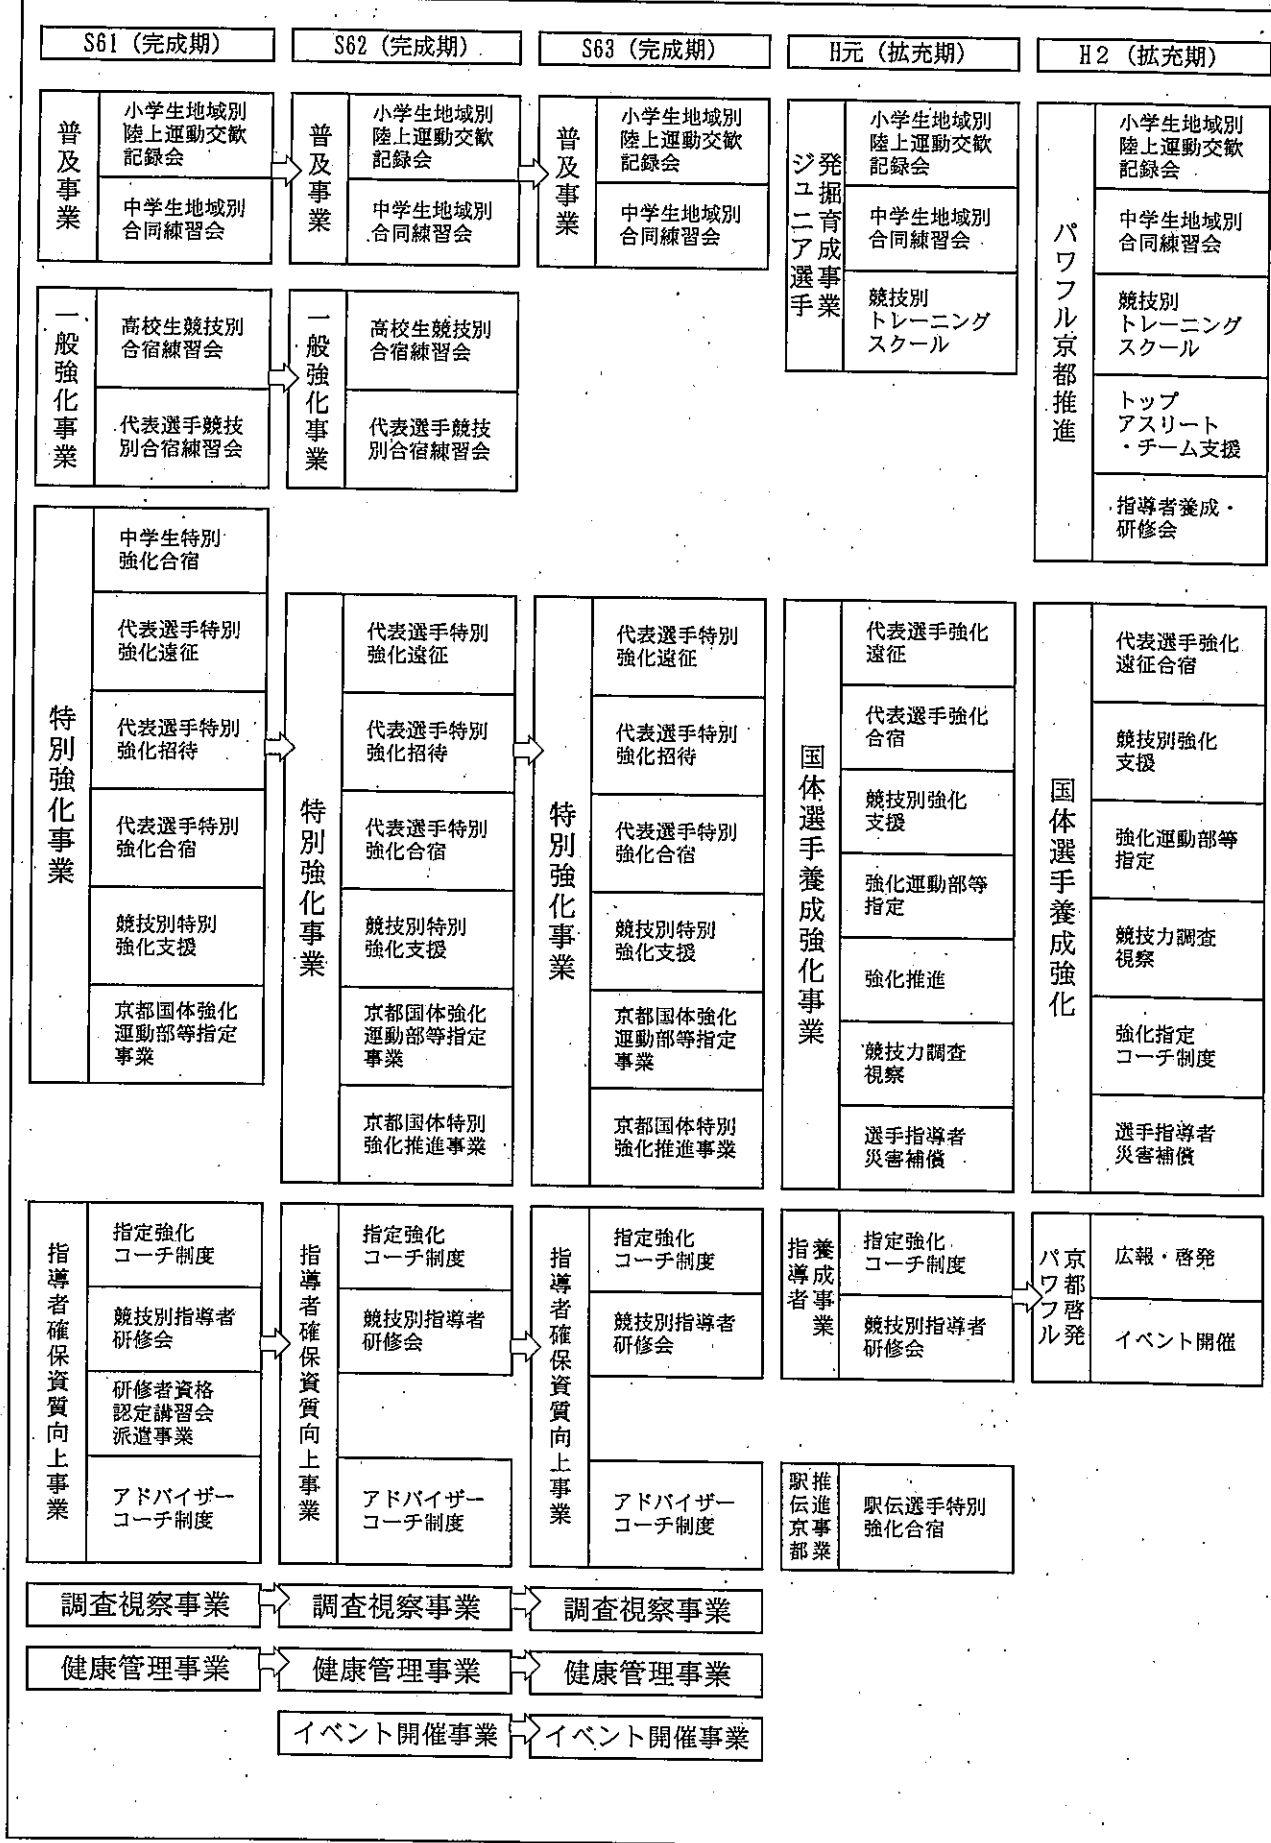 S61（完成期）
普及事業
小学生地域別
陸上運動交歓
記録会
中学生地域別
合同練習会
一般強化事業
高校生競技別
合宿練習会
代表選手競技
別合宿練習会
特別強化事業
中学生特別
強化合宿
代表選手特別
強化遠征
代表選手特別
強化招待
代表選手特別
強化合宿
競技別特別
強化支援
京都国体強化
運動部等指定
事業
指導者確保資質向上事業
指定強化
コーチ制度
競技別指導者
研修会
研修者資格
認定講習会
派遣事業
アドバイザー
コーチ制度
調査視察事業
健康管理事業
S62（完成期）
普及事業
小学生地域別
陸上運動交歓
記録会
中学生地域別
合同練習会
一般強化事業
高校生競技別
合宿練習会
代表選手競技
別合宿練習会
特別強化事業
代表選手特別
強化遠征
代表選手特別
強化招待
代表選手特別
強化合宿
競技別特別
強化支援
京都国体強化
運動部等指定
事業
京都国体特別
強化推進事業
指導者確保資質向上事業
指定強化
コーチ制度
競技別指導者
研修会
アドバイザー
コーチ制度
調査視察事業
健康管理事業
イベント開催事業
S63（完成期）
普及事業
小学生地域別
陸上運動交歓
記録会
中学生地域別
合同練習会
特別強化事業
代表選手特別
強化遠征
代表選手特別
強化招待
代表選手特別
強化合宿
競技別特別
強化支援
京都国体強化
運動部等指定
事業
京都国体特別
強化推進事業
指導者確保資質向上事業
指定強化
コーチ制度
競技別指導者
研修会
アドバイザー
コーチ制度
調査視察事業
健康管理事業
イベント開催事業
H元（拡充期）
発掘育成事業
ジュニア選手
小学生地域別
陸上運動交歓
記録会
中学生地域別
合同練習会
競技別
トレーニング
スクール
国体選手養成強化事業
代表選手強化
遠征
代表選手強化
合宿
競技別強化
支援
強化運動部等
指定
強化推進
競技力調査
視察
選手指導者
災害補償
養成事業
指導者
指定強化
コーチ制度
競技別指導者
研修会
推進事業
駅伝京都
駅伝選手特別
強化合宿
H2（拡充期）
パワフル京都推進
小学生地域別
陸上運動交歓
記録会
中学生地域別
合同練習会
競技別
トレーニング
スクール
トップ
アスリート
・チーム支援
指導者養成・
研修会
国体選手養成強化
代表選手強化
遠征合宿
競技別強化
支援
強化運動部等
指定
競技力調査
視察
強化指定
コーチ制度
選手指導者
災害補償
京都啓発
パワフル
広報・啓発
イベント開催